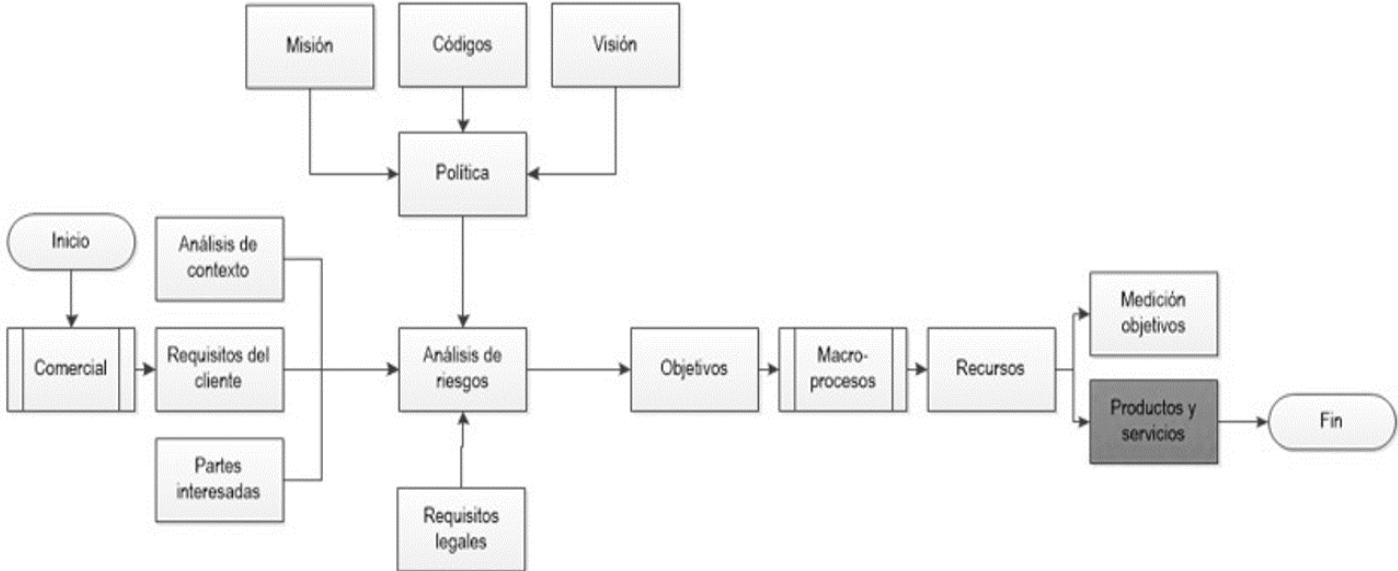 Misión
Códigos
Visión
Política
Inicio
Análisis de
contexto
Comercial
Requisitos del
cliente
Análisis de
riesgos
Objetivos
Macro-
procesos
Recursos
Medición
objetivos
Productos y
servicios
Fin
Partes
interesadas
Requisitos
legales